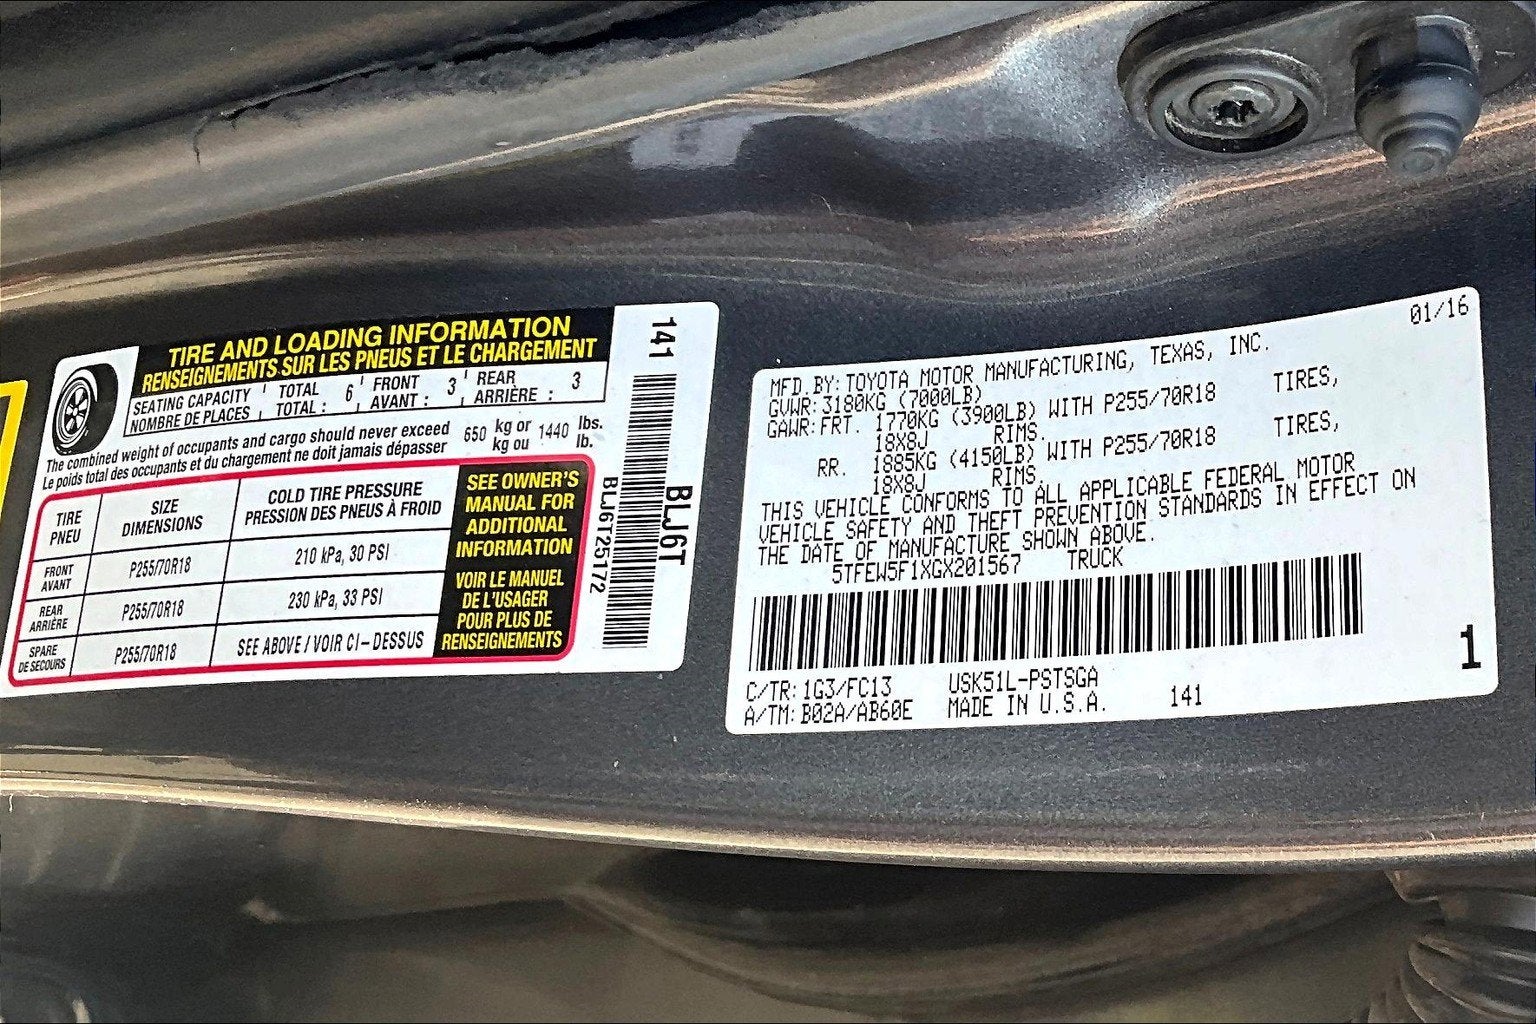 TIRE AND LOADING INFORMATION
RENSEIGNEMENTS SUR LES PNEUS ET LE CHARGEMENT
SEATING CAPACITY TOTAL 6 FRONT 3 REAR 3
NOMBRE DE PLACES TOTAL : AVANT : ARRIÈRE :
The combined weight of occupants and cargo should never exceed 650 kg or 1440 lbs.
Le poids total des occupants et du chargement ne doit jamais dépasser kg ou lb.
TIRE SIZE COLD TIRE PRESSURE
PNEU DIMENSIONS PRESSION DES PNEUS À FROID
FRONT P255/70R18 210 kPa, 30 PSI
AVANT
REAR P255/70R18 230 kPa, 33 PSI
ARRIÈRE
SPARE P255/70R18 SEE ABOVE / VOIR CI-DESSUS
DE SECOURS
SEE OWNER'S
MANUAL FOR
ADDITIONAL
INFORMATION
VOIR LE MANUEL
DE L'USAGER
POUR PLUS DE
RENSEIGNEMENTS
141
BLJ6T
BLJ6T25172
01/16
MFD. BY: TOYOTA MOTOR MANUFACTURING, TEXAS, INC.
GVWR: 3180KG (7000LB)
GAWR: FRT. 1770KG (3900LB) WITH P255/70R18 TIRES,
18X8J RIMS.
RR. 1885KG (4150LB) WITH P255/70R18 TIRES,
18X8J RIMS.
THIS VEHICLE CONFORMS TO ALL APPLICABLE FEDERAL MOTOR
VEHICLE SAFETY AND THEFT PREVENTION STANDARDS IN EFFECT ON
THE DATE OF MANUFACTURE SHOWN ABOVE.
5TFEW5F1XGX201567 TRUCK
1
C/TR: 1G3/FC13 USK51L-PSTSGA
A/TM: B02A/AB60E MADE IN U.S.A. 141